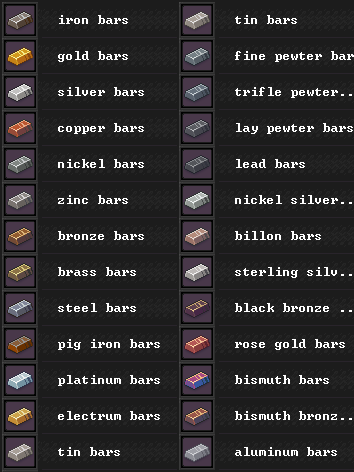 iron bars
gold bars
silver bars
copper bars
nickel bars
zinc bars
bronze bars
brass bars
steel bars
pig iron bars
platinum bars
electrum bars
tin bars
tin bars
fine pewter bar
trifle pewter..
lay pewter bars
lead bars
nickel silver..
billon bars
sterling silv..
black bronze ..
rose gold bars
bismuth bars
bismuth bronz..
aluminum bars